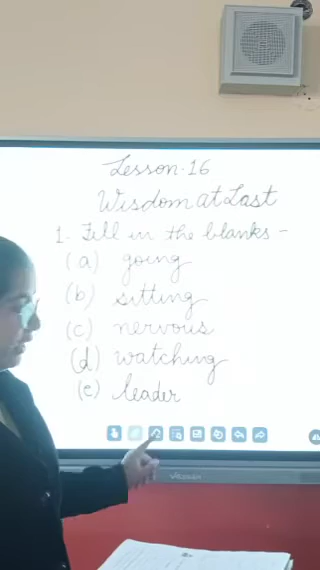 Lesson-16
Wisdom at Last
1- Fill in the blanks -
(a) going
(b) sitting
(c) nervous
(d) watching
(e) leader